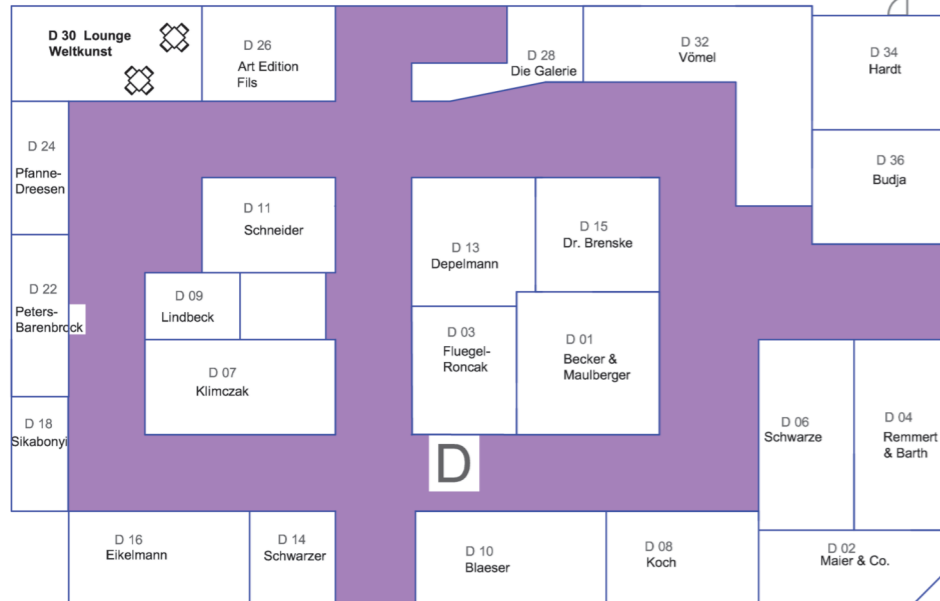 D 30 Lounge
Weltkunst
D 26
Art Edition
Fils
D 28
Die Galerie
D 32
Vömel
D 34
Hardt
D 24
Pfanne-
Dreesen
D 36
Budja
D 11
Schneider
D 13
Depelmann
D 15
Dr. Brenske
D 22
Peters-
Barenbrock
D 09
Lindbeck
D 03
Fluegel-
Roncak
D 01
Becker &
Maulberger
D 07
Klimczak
D 18
Sikabonyi
D
D 06
Schwarze
D 04
Remmert
& Barth
D 16
Eikelmann
D 14
Schwarzer
D 10
Blaeser
D 08
Koch
D 02
Maier & Co.